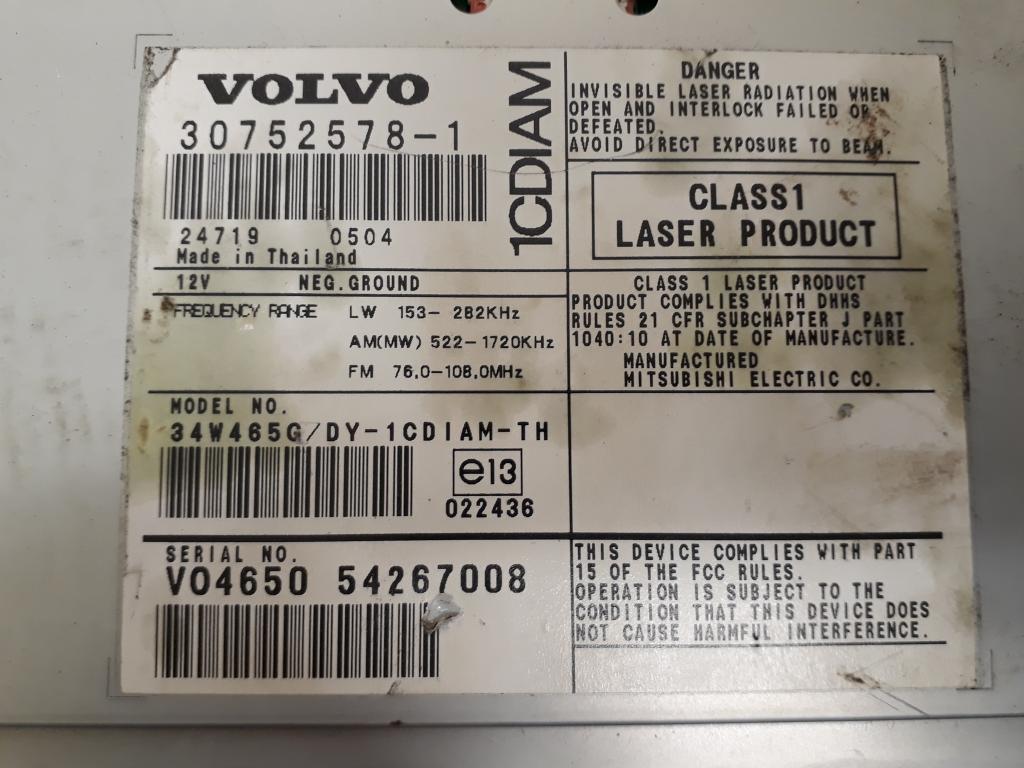 VOLVO
30752578-1
24719 0504
Made in Thailand
1CDIAM
12V NEG.GROUND
FREQUENCY RANGE LW 153- 282KHz
AM(MW) 522-1720KHz
FM 76.0-108.0MHz
MODEL NO.
34W465G/DY-1CDIAM-TH
e13
022436
SERIAL NO.
V04650 54267008
DANGER
INVISIBLE LASER RADIATION WHEN
OPEN AND INTERLOCK FAILED OR
DEFEATED.
AVOID DIRECT EXPOSURE TO BEAM.
CLASS1
LASER PRODUCT
CLASS 1 LASER PRODUCT
PRODUCT COMPLIES WITH DHHS
RULES 21 CFR SUBCHAPTER J PART
1040:10 AT DATE OF MANUFACTURE.
MANUFACTURED
MITSUBISHI ELECTRIC CO.
THIS DEVICE COMPLIES WITH PART
15 OF THE FCC RULES.
OPERATION IS SUBJECT TO THE
CONDITION THAT THIS DEVICE DOES
NOT CAUSE HARMFUL INTERFERENCE.